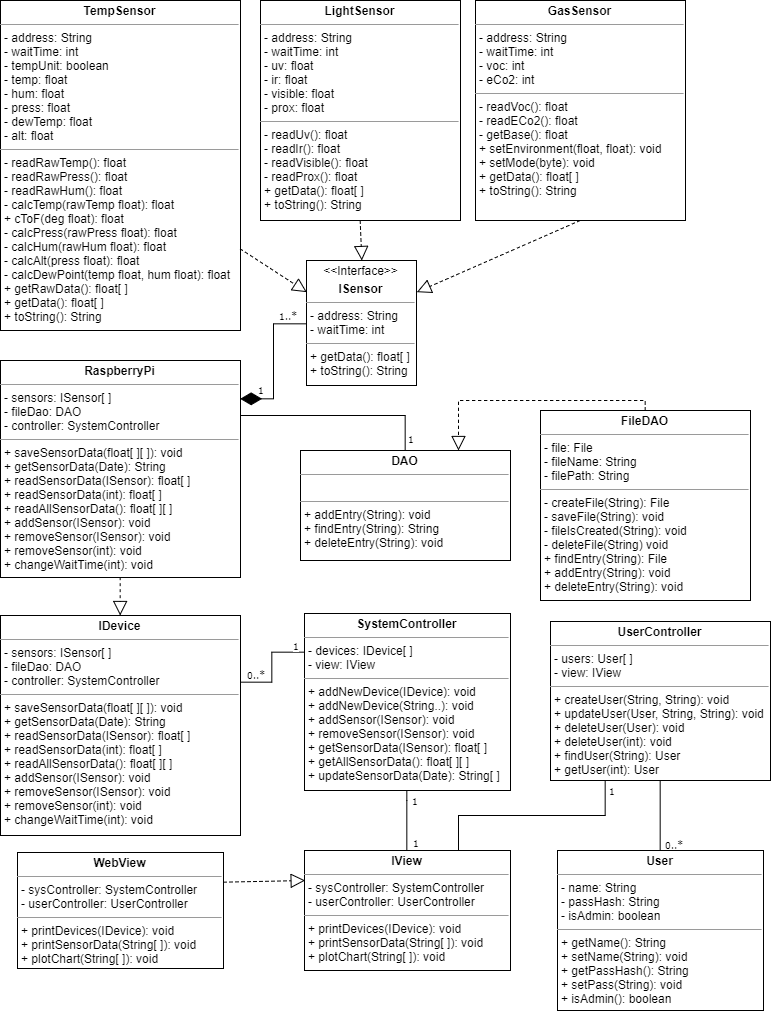 TempSensor
- address: String
- waitTime: int
- tempUnit: boolean
- temp: float
- hum: float
- press: float
- dewTemp: float
- alt: float
- readRawTemp(): float
- readRawPress(): float
- readRawHum(): float
- calcTemp(rawTemp float): float
+ cToF(deg float): float
- calcPress(rawPress float): float
- calcHum(rawHum float): float
- calcAlt(press float): float
- calcDewPoint(temp float, hum float): float
+ getRawData(): float[ ]
+ getData(): float[ ]
+ toString(): String
LightSensor
- address: String
- waitTime: int
- uv: float
- ir: float
- visible: float
- prox: float
- readUv(): float
- readIr(): float
- readVisible(): float
- readProx(): float
+ getData(): float[ ]
+ toString(): String
GasSensor
- address: String
- waitTime: int
- voc: int
- eCo2: int
- readVoc(): float
- readECo2(): float
- getBase(): float
+ setEnvironment(float, float): void
+ setMode(byte): void
+ getData(): float[ ]
+ toString(): String
<<Interface>>
ISensor
- address: String
- waitTime: int
+ getData(): float[ ]
+ toString(): String
1..*
1
RaspberryPi
- sensors: ISensor[ ]
- fileDao: DAO
- controller: SystemController
+ saveSensorData(float[ ][ ]): void
+ getSensorData(Date): String
+ readSensorData(ISensor): float[ ]
+ readSensorData(int): float[ ]
+ readAllSensorData(): float[ ][ ]
+ addSensor(ISensor): void
+ removeSensor(ISensor): void
+ removeSensor(int): void
+ changeWaitTime(int): void
1
DAO
+ addEntry(String): void
+ findEntry(String): String
+ deleteEntry(String): void
FileDAO
- file: File
- fileName: String
- filePath: String
- createFile(String): File
- saveFile(String): void
- fileIsCreated(String): void
- deleteFile(String) void
+ findEntry(String): File
+ addEntry(String): void
+ deleteEntry(String): void
IDevice
- sensors: ISensor[ ]
- fileDao: DAO
- controller: SystemController
+ saveSensorData(float[ ][ ]): void
+ getSensorData(Date): String
+ readSensorData(ISensor): float[ ]
+ readSensorData(int): float[ ]
+ readAllSensorData(): float[ ][ ]
+ addSensor(ISensor): void
+ removeSensor(ISensor): void
+ removeSensor(int): void
+ changeWaitTime(int): void
1
0..*
SystemController
- devices: IDevice[ ]
- view: IView
+ addNewDevice(IDevice): void
+ addNewDevice(String..): void
+ addSensor(ISensor): void
+ removeSensor(ISensor): void
+ getSensorData(ISensor): float[ ]
+ getAllSensorData(): float[ ][ ]
+ updateSensorData(Date): String[ ]
UserController
- users: User[ ]
- view: IView
+ createUser(String, String): void
+ updateUser(User, String, String): void
+ deleteUser(User): void
+ deleteUser(int): void
+ findUser(String): User
+ getUser(int): User
1
1
1
0..*
WebView
- sysController: SystemController
- userController: UserController
+ printDevices(IDevice): void
+ printSensorData(String[ ]): void
+ plotChart(String[ ]): void
IView
- sysController: SystemController
- userController: UserController
+ printDevices(IDevice): void
+ printSensorData(String[ ]): void
+ plotChart(String[ ]): void
User
- name: String
- passHash: String
- isAdmin: boolean
+ getName(): String
+ setName(String): void
+ getPassHash(): String
+ setPass(String): void
+ isAdmin(): boolean